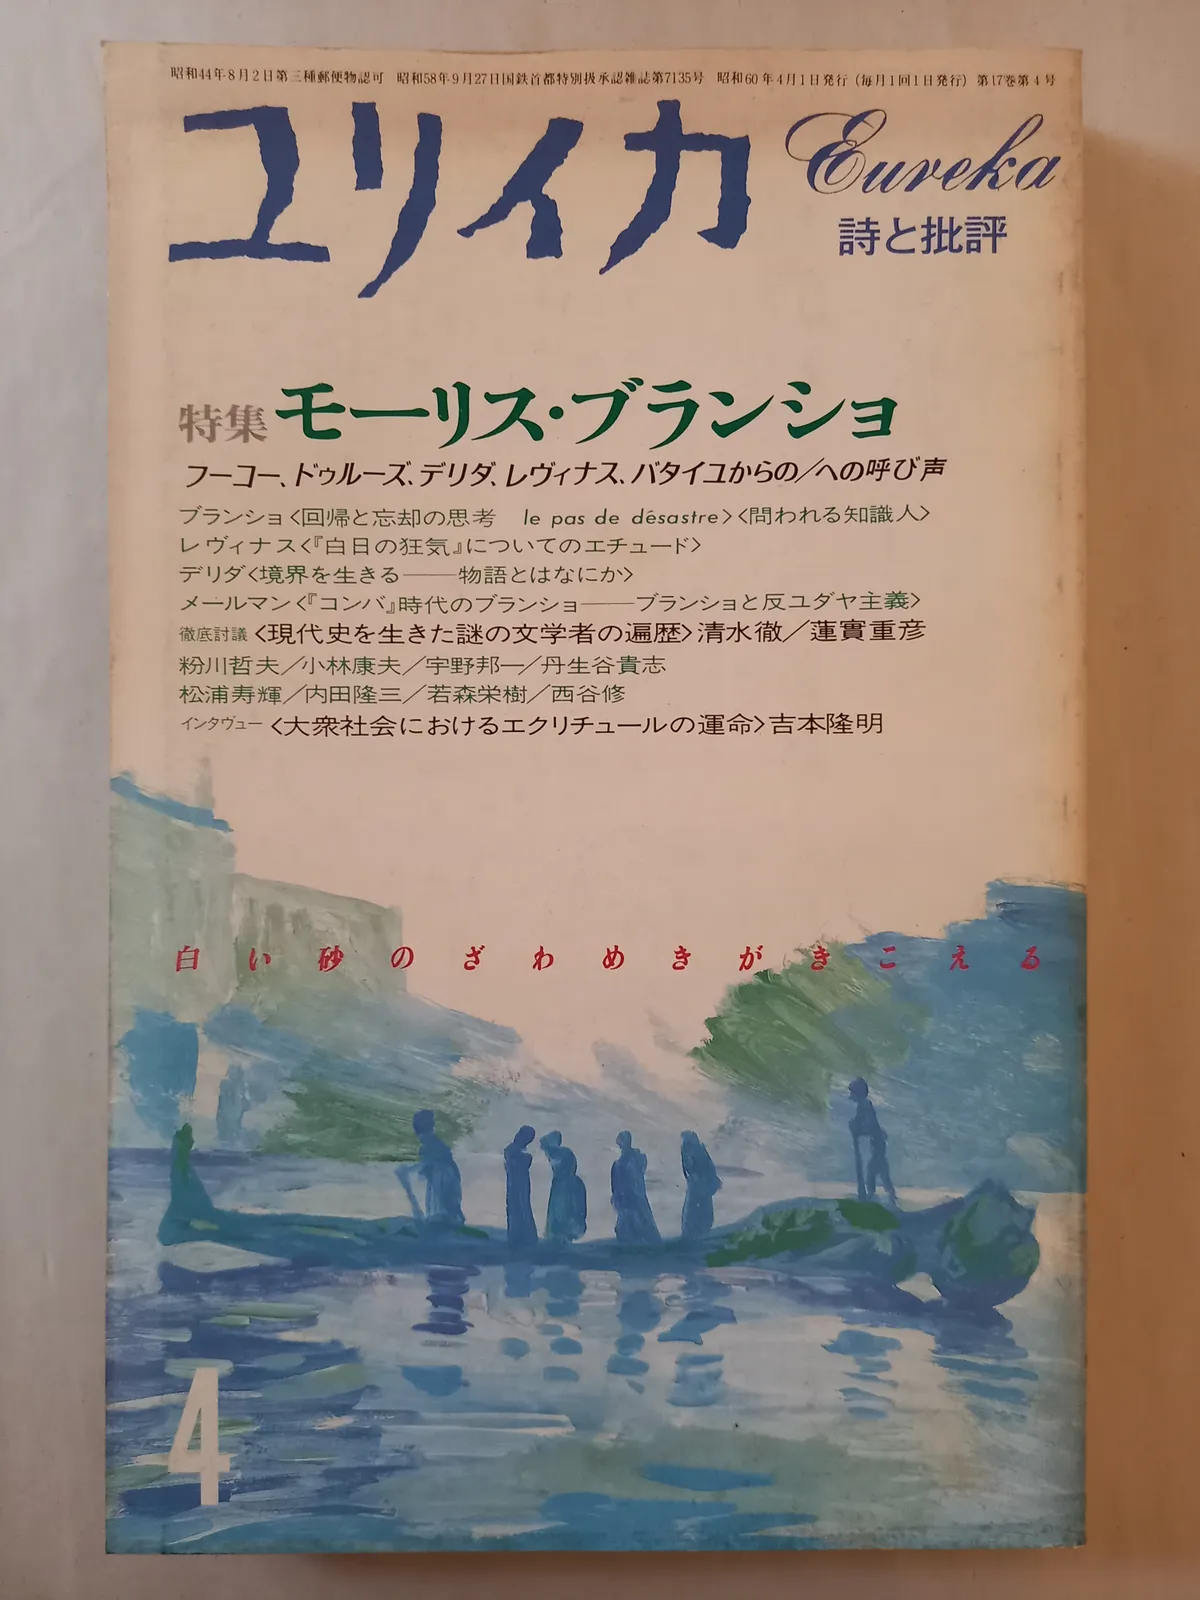 昭和44年8月2日第三種郵便物認可　昭和58年9月27日国鉄首都特別扱承認雑誌第7135号　昭和60年4月1日発行（毎月1回1日発行）第17巻第4号
ユリイカ
Eureka
詩と批評
特集 モーリス・ブランショ
フーコー、ドゥルーズ、デリダ、レヴィナス、バタイユからの／への呼び声
ブランショ〈回帰と忘却の思考　le pas de désastre〉〈問われる知識人〉
レヴィナス〈『白日の狂気』についてのエチュード〉
デリダ〈境界を生きる――物語とはなにか〉
メールマン〈『コンバ』時代のブランショ――ブランショと反ユダヤ主義〉
徹底討議〈現代史を生きた謎の文学者の遍歴〉清水徹／蓮實重彦
粉川哲夫／小林康夫／宇野邦一／丹生谷貴志
松浦寿輝／内田隆三／若森栄樹／西谷修
インタヴュー〈大衆社会におけるエクリチュールの運命〉吉本隆明
白い砂のざわめきがきこえる
4